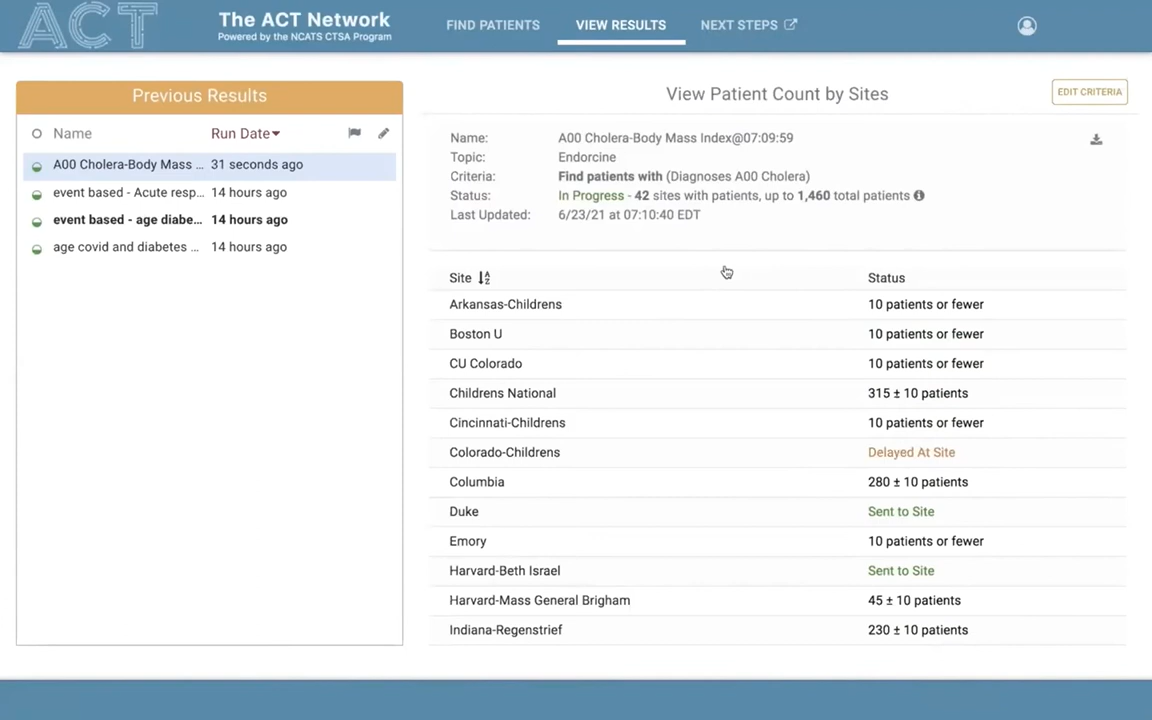 ACT
The ACT Network
Powered by the NCATS CTSA Program
FIND PATIENTS
VIEW RESULTS
NEXT STEPS
Previous Results
Name Run Date
A00 Cholera-Body Mass ... 31 seconds ago
event based - Acute resp... 14 hours ago
event based - age diabe... 14 hours ago
age covid and diabetes ... 14 hours ago
View Patient Count by Sites
EDIT CRITERIA
Name: A00 Cholera-Body Mass Index@07:09:59
Topic: Endorcine
Criteria: Find patients with (Diagnoses A00 Cholera)
Status: In Progress - 42 sites with patients, up to 1,460 total patients
Last Updated: 6/23/21 at 07:10:40 EDT
Site Status
Arkansas-Childrens 10 patients or fewer
Boston U 10 patients or fewer
CU Colorado 10 patients or fewer
Childrens National 315 ± 10 patients
Cincinnati-Childrens 10 patients or fewer
Colorado-Childrens Delayed At Site
Columbia 280 ± 10 patients
Duke Sent to Site
Emory 10 patients or fewer
Harvard-Beth Israel Sent to Site
Harvard-Mass General Brigham 45 ± 10 patients
Indiana-Regenstrief 230 ± 10 patients